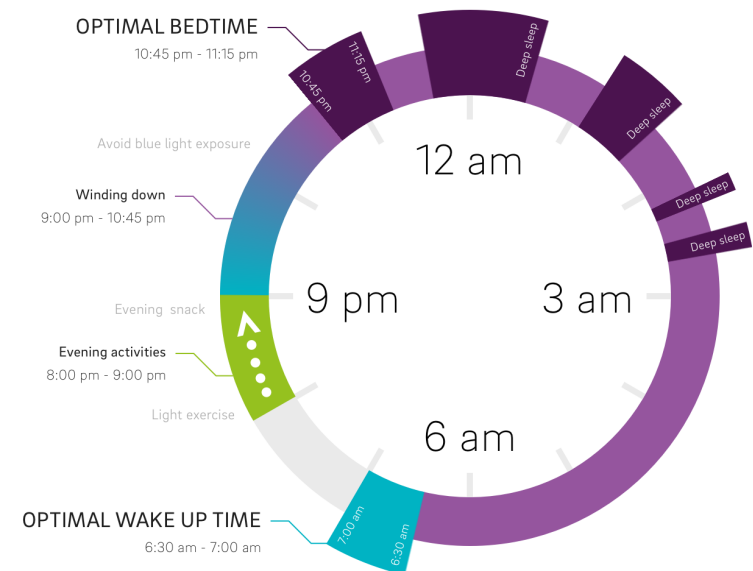 OPTIMAL BEDTIME
10:45 pm - 11:15 pm
10:45 pm
11:15 pm
Deep sleep
Deep sleep
Deep sleep
Deep sleep
Avoid blue light exposure
Winding down
9:00 pm - 10:45 pm
12 am
9 pm
3 am
6 am
Evening snack
Evening activities
8:00 pm - 9:00 pm
Light exercise
OPTIMAL WAKE UP TIME
6:30 am - 7:00 am
7:00 am
6:30 am